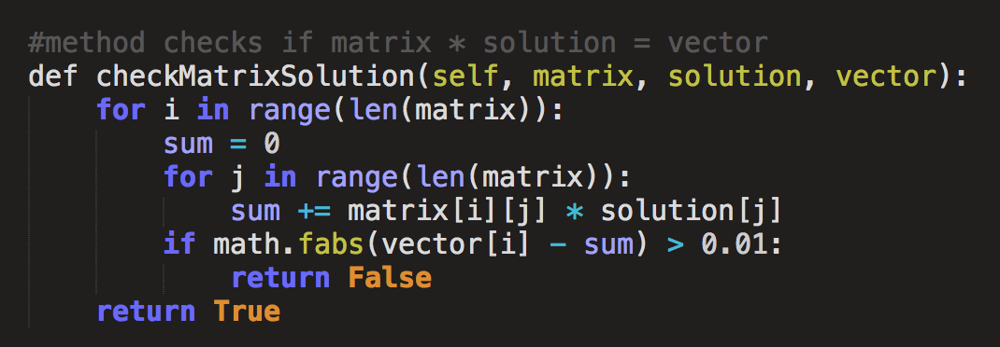 #method checks if matrix * solution = vector
def checkMatrixSolution(self, matrix, solution, vector):
    for i in range(len(matrix)):
        sum = 0
        for j in range(len(matrix)):
            sum += matrix[i][j] * solution[j]
        if math.fabs(vector[i] - sum) > 0.01:
            return False
    return True